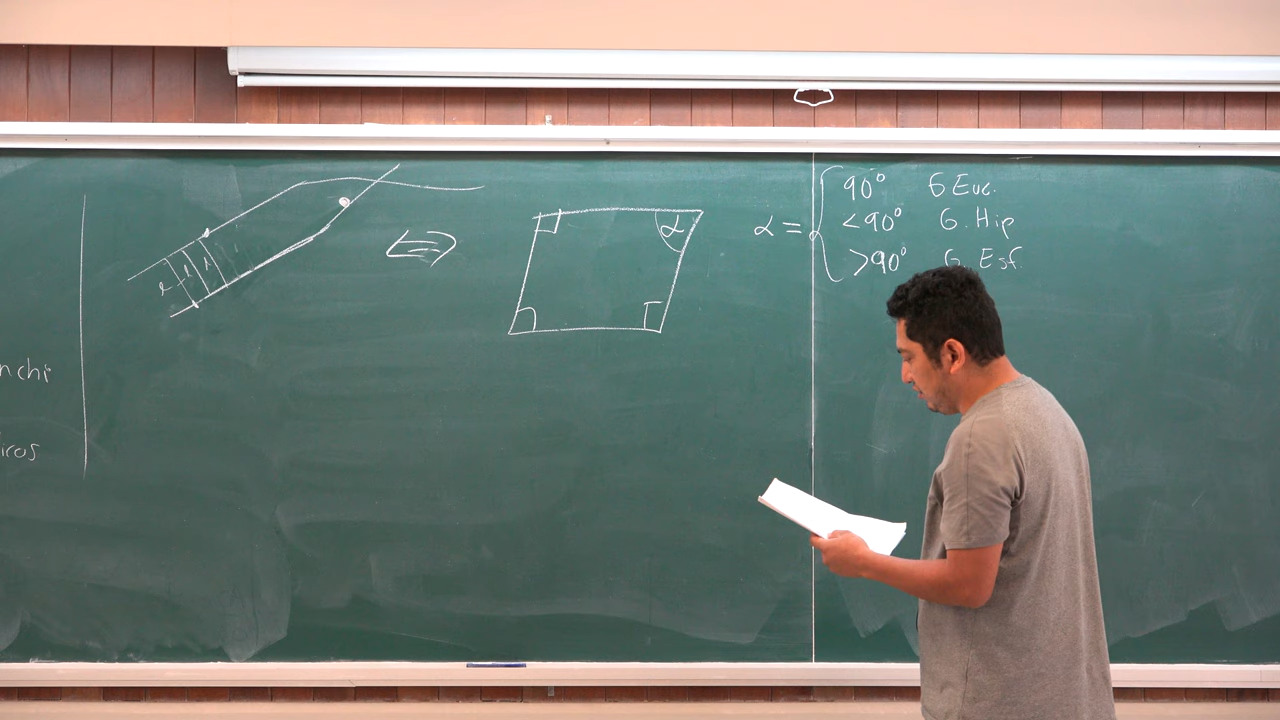 nchi
iros
α
α =
90° G Euc.
<90° G. Hip
>90° G. Esf.